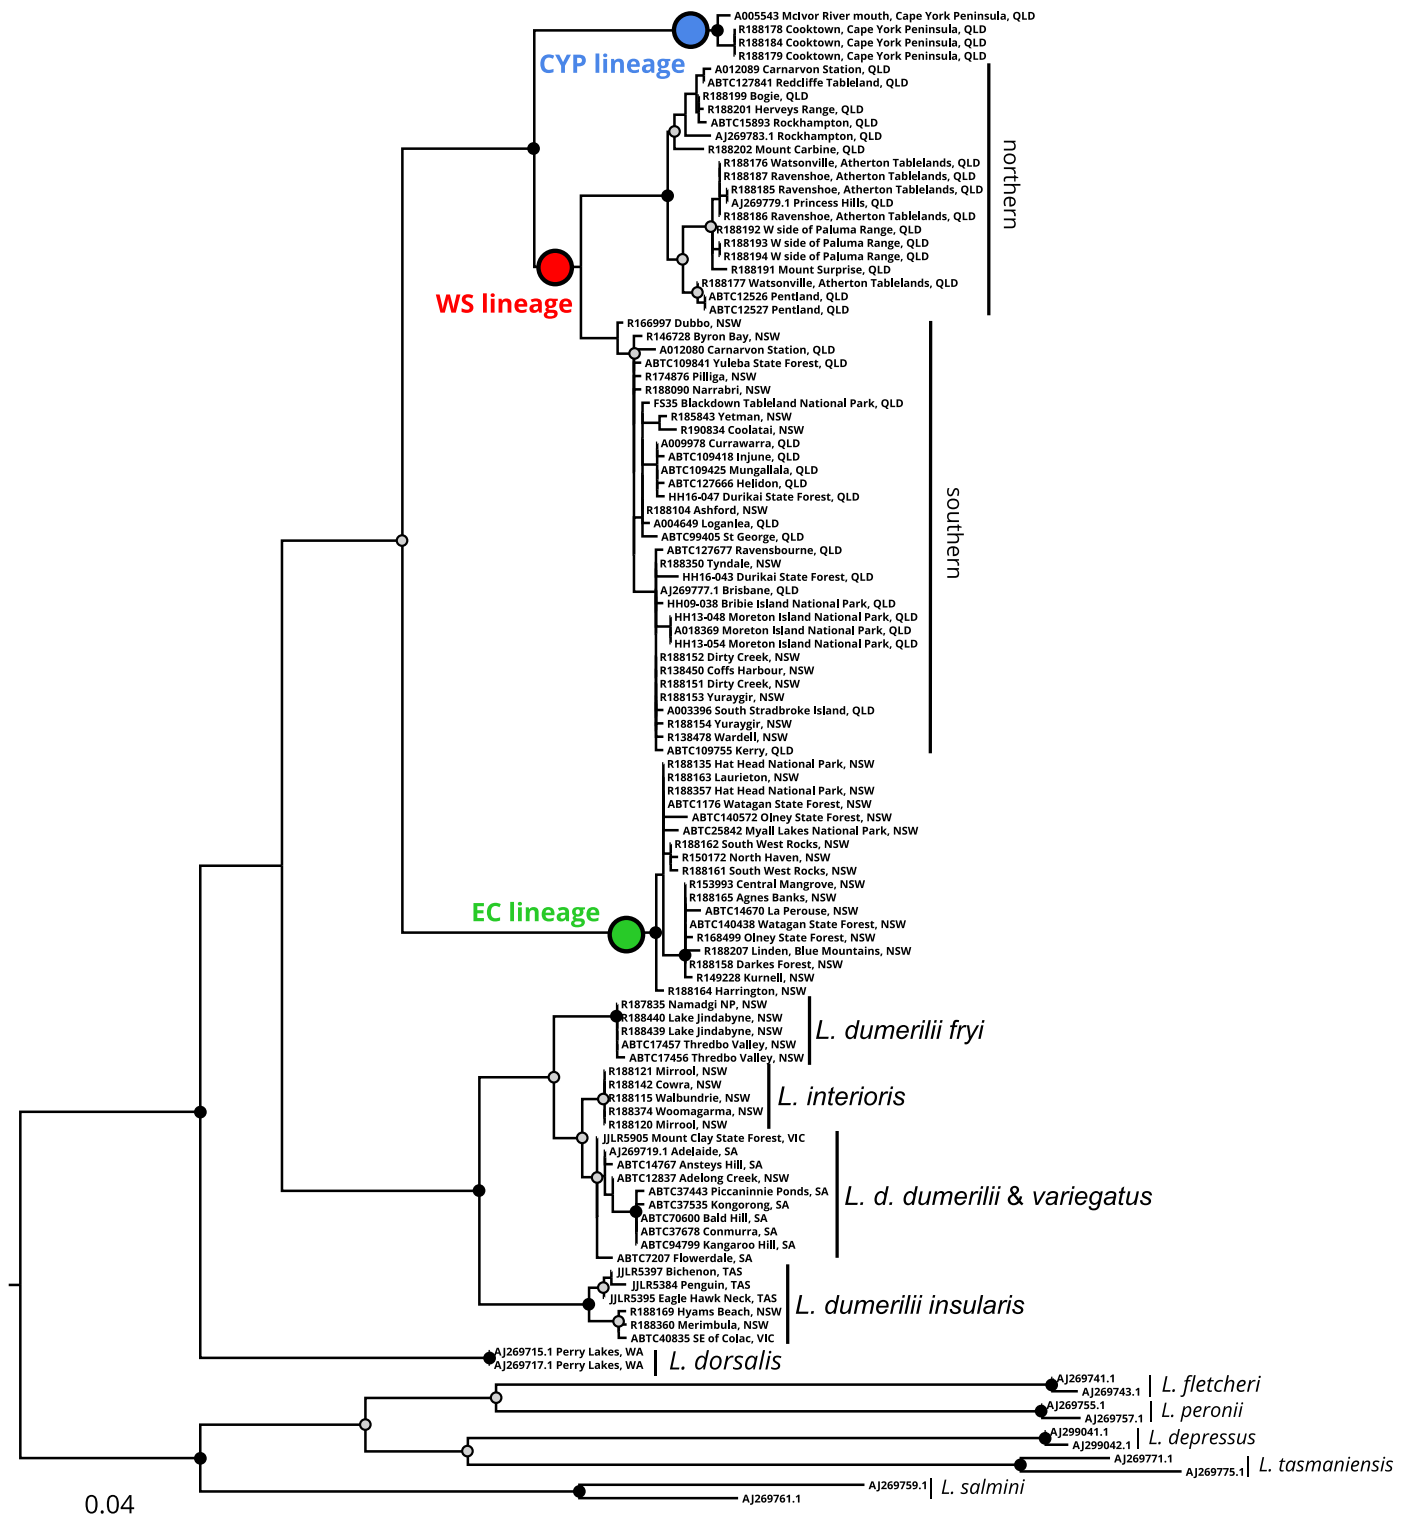 A005543 McIvor River mouth, Cape York Peninsula, QLD
R188178 Cooktown, Cape York Peninsula, QLD
R188184 Cooktown, Cape York Peninsula, QLD
R188179 Cooktown, Cape York Peninsula, QLD
CYP lineage
A012089 Carnarvon Station, QLD
ABTC127841 Redcliffe Tableland, QLD
R188199 Bogie, QLD
R188201 Herveys Range, QLD
ABTC15893 Rockhampton, QLD
AJ269783.1 Rockhampton, QLD
R188202 Mount Carbine, QLD
R188176 Watsonville, Atherton Tablelands, QLD
R188187 Ravenshoe, Atherton Tablelands, QLD
R188185 Ravenshoe, Atherton Tablelands, QLD
AJ269779.1 Princess Hills, QLD
R188186 Ravenshoe, Atherton Tablelands, QLD
R188192 W side of Paluma Range, QLD
R188193 W side of Paluma Range, QLD
R188194 W side of Paluma Range, QLD
R188191 Mount Surprise, QLD
R188177 Watsonville, Atherton Tablelands, QLD
ABTC12526 Pentland, QLD
ABTC12527 Pentland, QLD
northern
WS lineage
R166997 Dubbo, NSW
R146728 Byron Bay, NSW
A012080 Carnarvon Station, QLD
ABTC109841 Yuleba State Forest, QLD
R174876 Pilliga, NSW
R188090 Narrabri, NSW
FS35 Blackdown Tableland National Park, QLD
R185843 Yetman, NSW
R190834 Coolatai, NSW
A009978 Currawarra, QLD
ABTC109418 Injune, QLD
ABTC109425 Mungallala, QLD
ABTC127666 Helidon, QLD
HH16-047 Durikai State Forest, QLD
R188104 Ashford, NSW
A004649 Loganlea, QLD
ABTC99405 St George, QLD
ABTC127677 Ravensbourne, QLD
R188350 Tyndale, NSW
HH16-043 Durikai State Forest, QLD
AJ269777.1 Brisbane, QLD
HH09-038 Bribie Island National Park, QLD
HH13-048 Moreton Island National Park, QLD
A018369 Moreton Island National Park, QLD
HH13-054 Moreton Island National Park, QLD
R188152 Dirty Creek, NSW
R138450 Coffs Harbour, NSW
R188151 Dirty Creek, NSW
R188153 Yuraygir, NSW
A003396 South Stradbroke Island, QLD
R188154 Yuraygir, NSW
R138478 Wardell, NSW
ABTC109755 Kerry, QLD
southern
R188135 Hat Head National Park, NSW
R188163 Laurieton, NSW
R188357 Hat Head National Park, NSW
ABTC1176 Watagan State Forest, NSW
ABTC140572 Olney State Forest, NSW
ABTC25842 Myall Lakes National Park, NSW
R188162 South West Rocks, NSW
R150172 North Haven, NSW
R188161 South West Rocks, NSW
R153993 Central Mangrove, NSW
R188165 Agnes Banks, NSW
ABTC14670 La Perouse, NSW
ABTC140438 Watagan State Forest, NSW
R168499 Olney State Forest, NSW
R188207 Linden, Blue Mountains, NSW
R188158 Darkes Forest, NSW
R149228 Kurnell, NSW
R188164 Harrington, NSW
EC lineage
R187835 Namadgi NP, NSW
R188440 Lake Jindabyne, NSW
R188439 Lake Jindabyne, NSW
ABTC17457 Thredbo Valley, NSW
ABTC17456 Thredbo Valley, NSW
L. dumerilii fryi
R188121 Mirrool, NSW
R188142 Cowra, NSW
R188115 Walbundrie, NSW
R188374 Woomagarma, NSW
R188120 Mirrool, NSW
L. interioris
JJLR5905 Mount Clay State Forest, VIC
AJ269719.1 Adelaide, SA
ABTC14767 Ansteys Hill, SA
ABTC12837 Adelong Creek, NSW
ABTC37443 Piccaninnie Ponds, SA
ABTC37535 Kongorong, SA
ABTC70600 Bald Hill, SA
ABTC37678 Conmurra, SA
ABTC94799 Kangaroo Hill, SA
ABTC7207 Flowerdale, SA
L. d. dumerilii & variegatus
JJLR5397 Bichenon, TAS
JJLR5384 Penguin, TAS
JJLR5395 Eagle Hawk Neck, TAS
R188169 Hyams Beach, NSW
R188360 Merimbula, NSW
ABTC40835 SE of Colac, VIC
L. dumerilii insularis
AJ269715.1 Perry Lakes, WA
AJ269717.1 Perry Lakes, WA
L. dorsalis
AJ269741.1
AJ269743.1
L. fletcheri
AJ269755.1
AJ269757.1
L. peronii
AJ299041.1
AJ299042.1
L. depressus
AJ269771.1
AJ269775.1
L. tasmaniensis
AJ269759.1
AJ269761.1
L. salmini
0.04